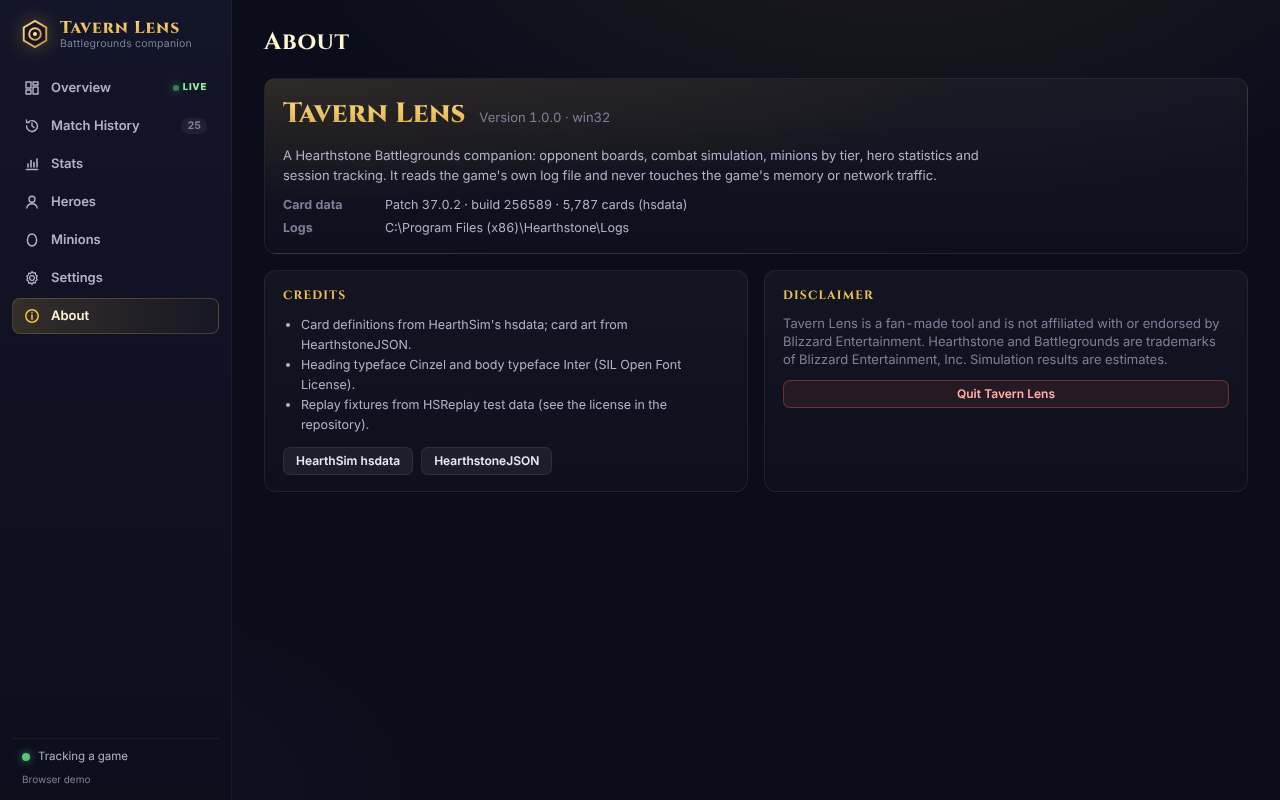 Tavern Lens
Battlegrounds companion
Overview
LIVE
Match History
25
Stats
Heroes
Minions
Settings
About
Tracking a game
Browser demo
About
Tavern Lens Version 1.0.0 · win32
A Hearthstone Battlegrounds companion: opponent boards, combat simulation, minions by tier, hero statistics and
session tracking. It reads the game's own log file and never touches the game's memory or network traffic.
Card data Patch 37.0.2 · build 256589 · 5,787 cards (hsdata)
Logs C:\Program Files (x86)\Hearthstone\Logs
CREDITS
• Card definitions from HearthSim's hsdata; card art from
HearthstoneJSON.
• Heading typeface Cinzel and body typeface Inter (SIL Open Font
License).
• Replay fixtures from HSReplay test data (see the license in the
repository).
HearthSim hsdata
HearthstoneJSON
DISCLAIMER
Tavern Lens is a fan-made tool and is not affiliated with or endorsed by
Blizzard Entertainment. Hearthstone and Battlegrounds are trademarks
of Blizzard Entertainment, Inc. Simulation results are estimates.
Quit Tavern Lens